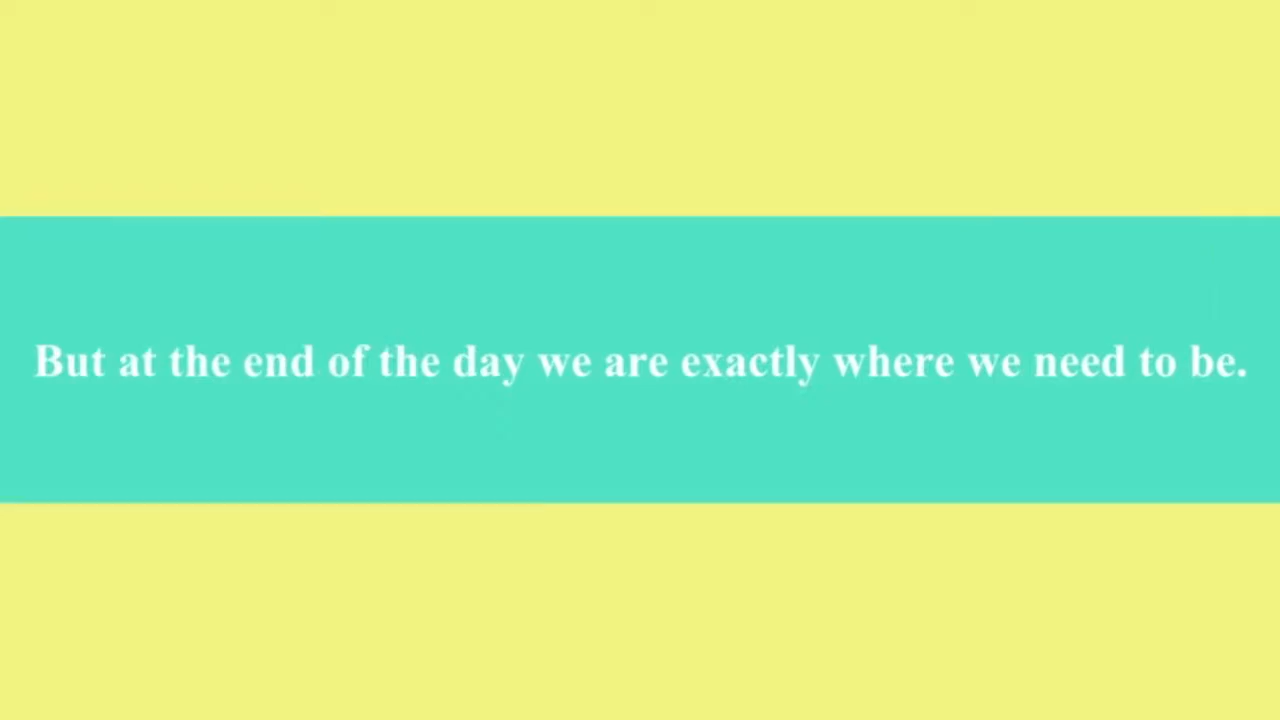 But at the end of the day we are exactly where we need to be.